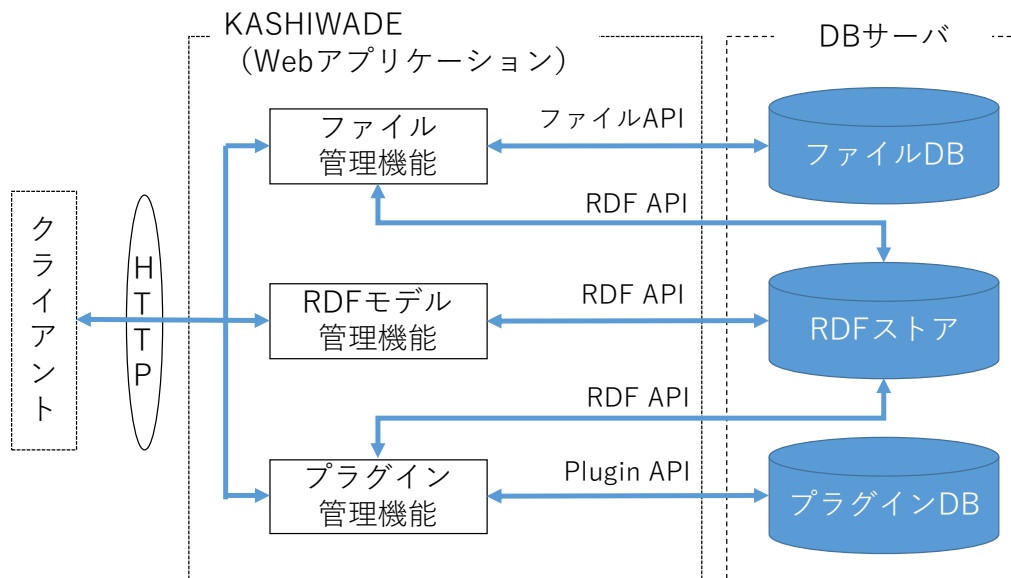 KASHIWADE
（Webアプリケーション）
DBサーバ
クライアント
HTTP
ファイル
管理機能
ファイルAPI
ファイルDB
RDF API
RDFモデル
管理機能
RDF API
RDFストア
RDF API
プラグイン
管理機能
Plugin API
プラグインDB